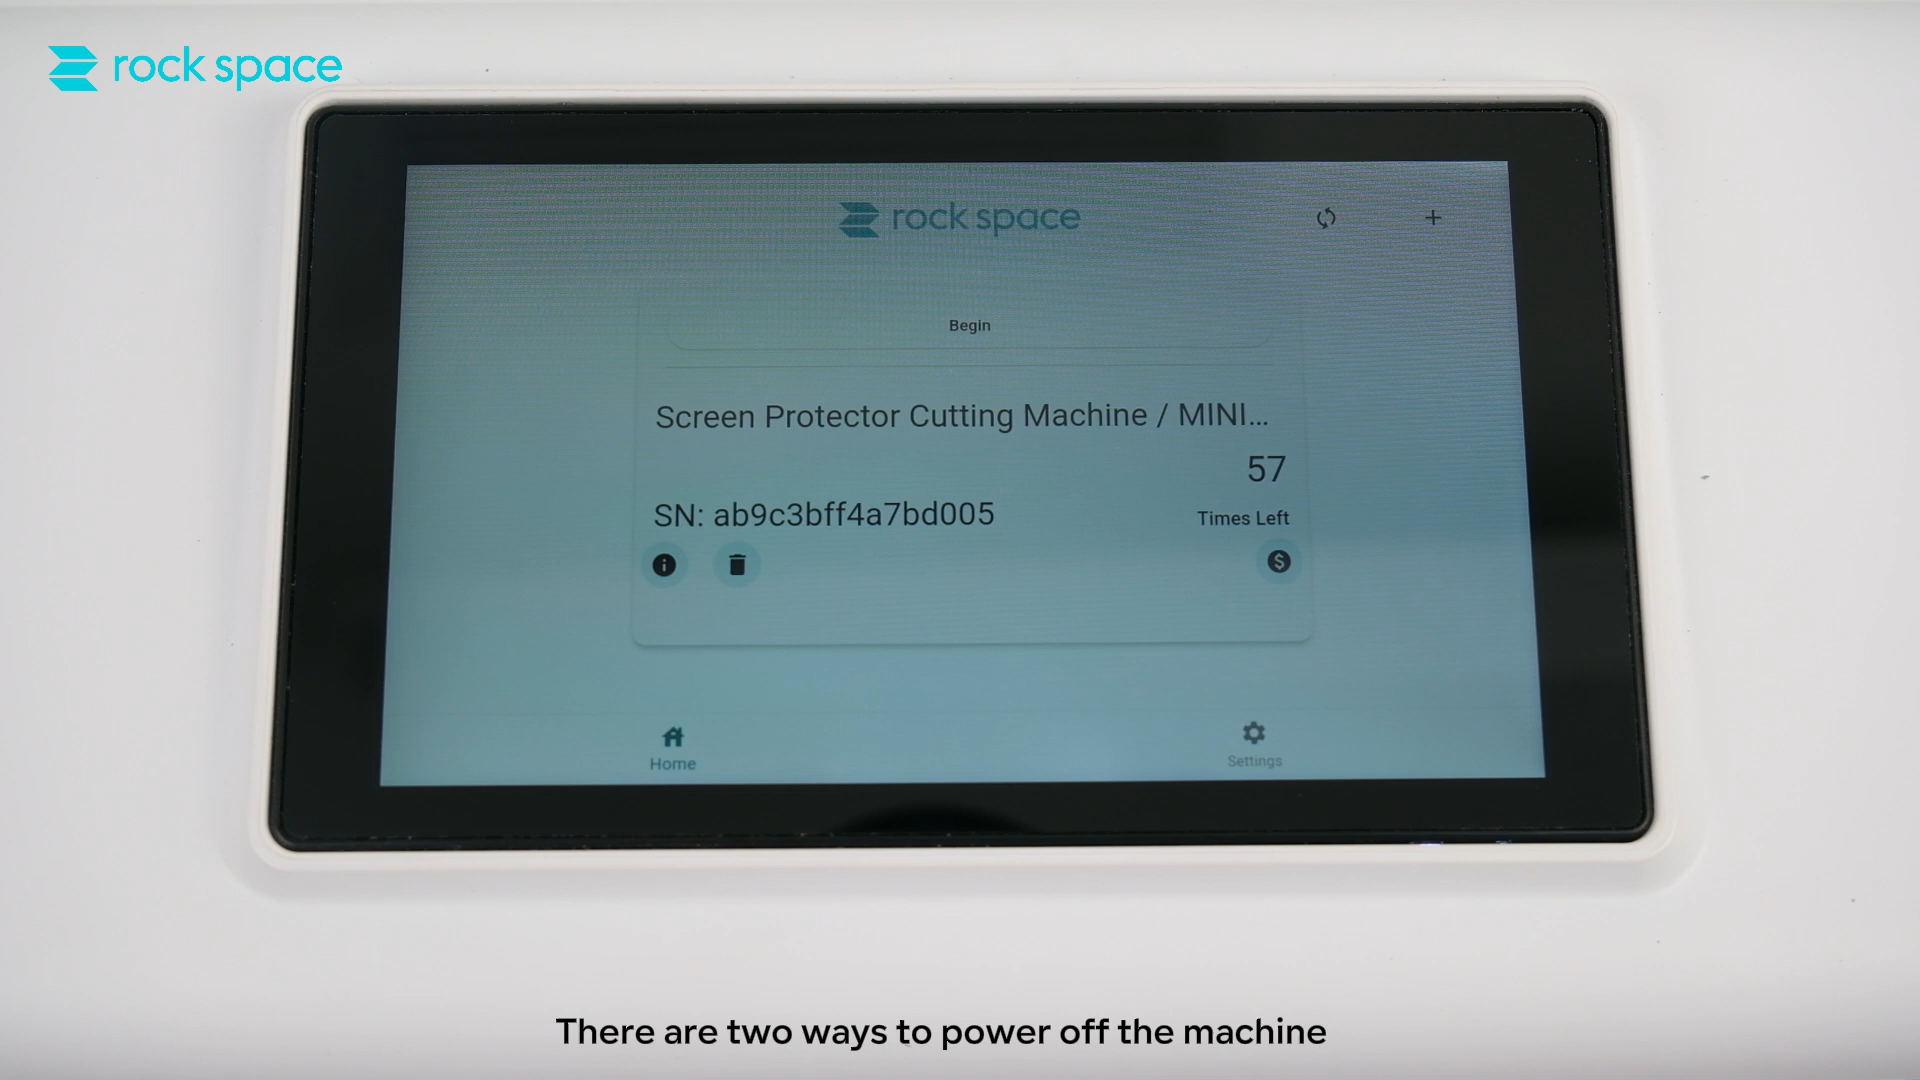 rock space
rock space
Begin
Screen Protector Cutting Machine / MINI...
57
SN: ab9c3bff4a7bd005
Times Left
Home
Settings
There are two ways to power off the machine